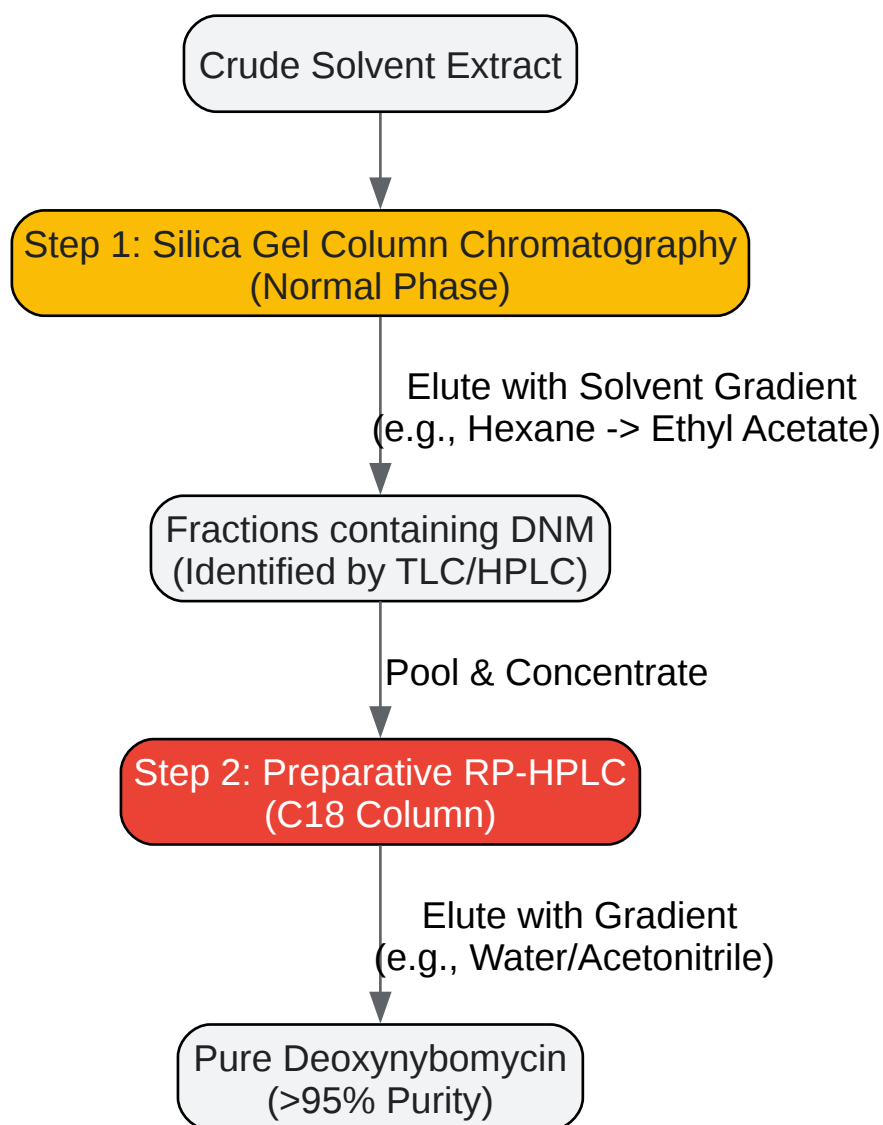 Crude Solvent Extract
Step 1: Silica Gel Column Chromatography
(Normal Phase)
Elute with Solvent Gradient
(e.g., Hexane -> Ethyl Acetate)
Fractions containing DNM
(Identified by TLC/HPLC)
Pool & Concentrate
Step 2: Preparative RP-HPLC
(C18 Column)
Elute with Gradient
(e.g., Water/Acetonitrile)
Pure Deoxynybomycin
(>95% Purity)